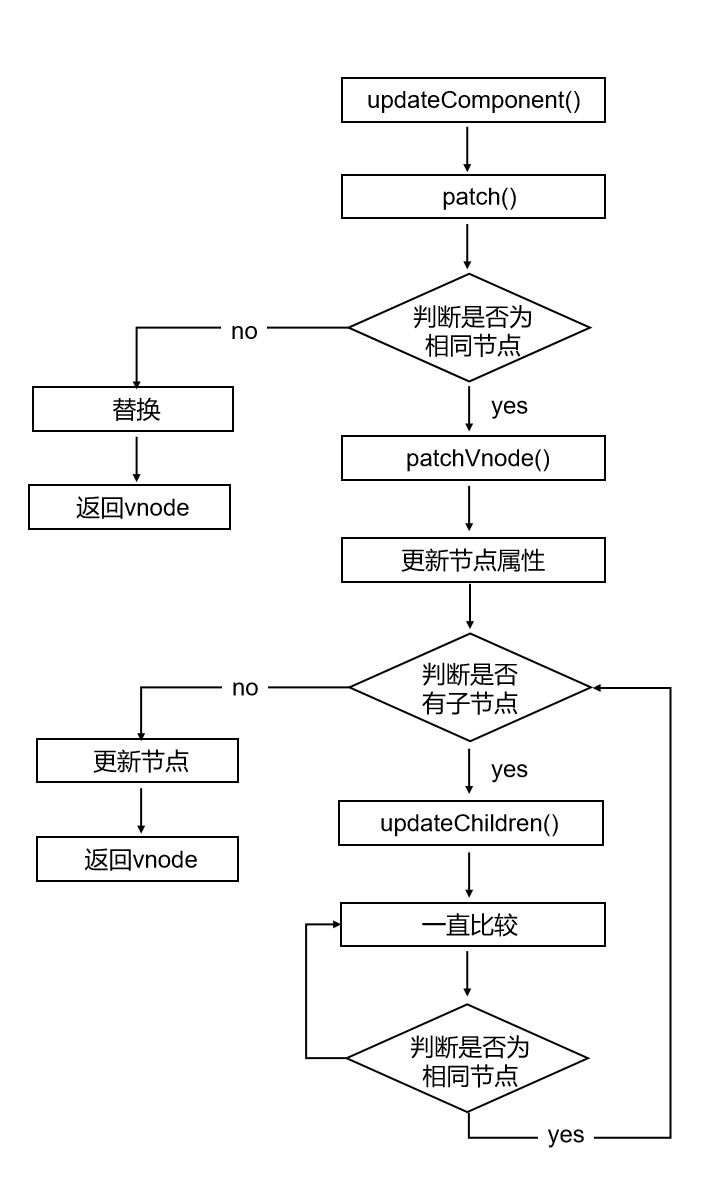 updateComponent()
patch()
判断是否为
相同节点
no
yes
替换
patchVnode()
返回vnode
更新节点属性
判断是否
有子节点
no
yes
更新节点
updateChildren()
返回vnode
一直比较
判断是否为
相同节点
yes